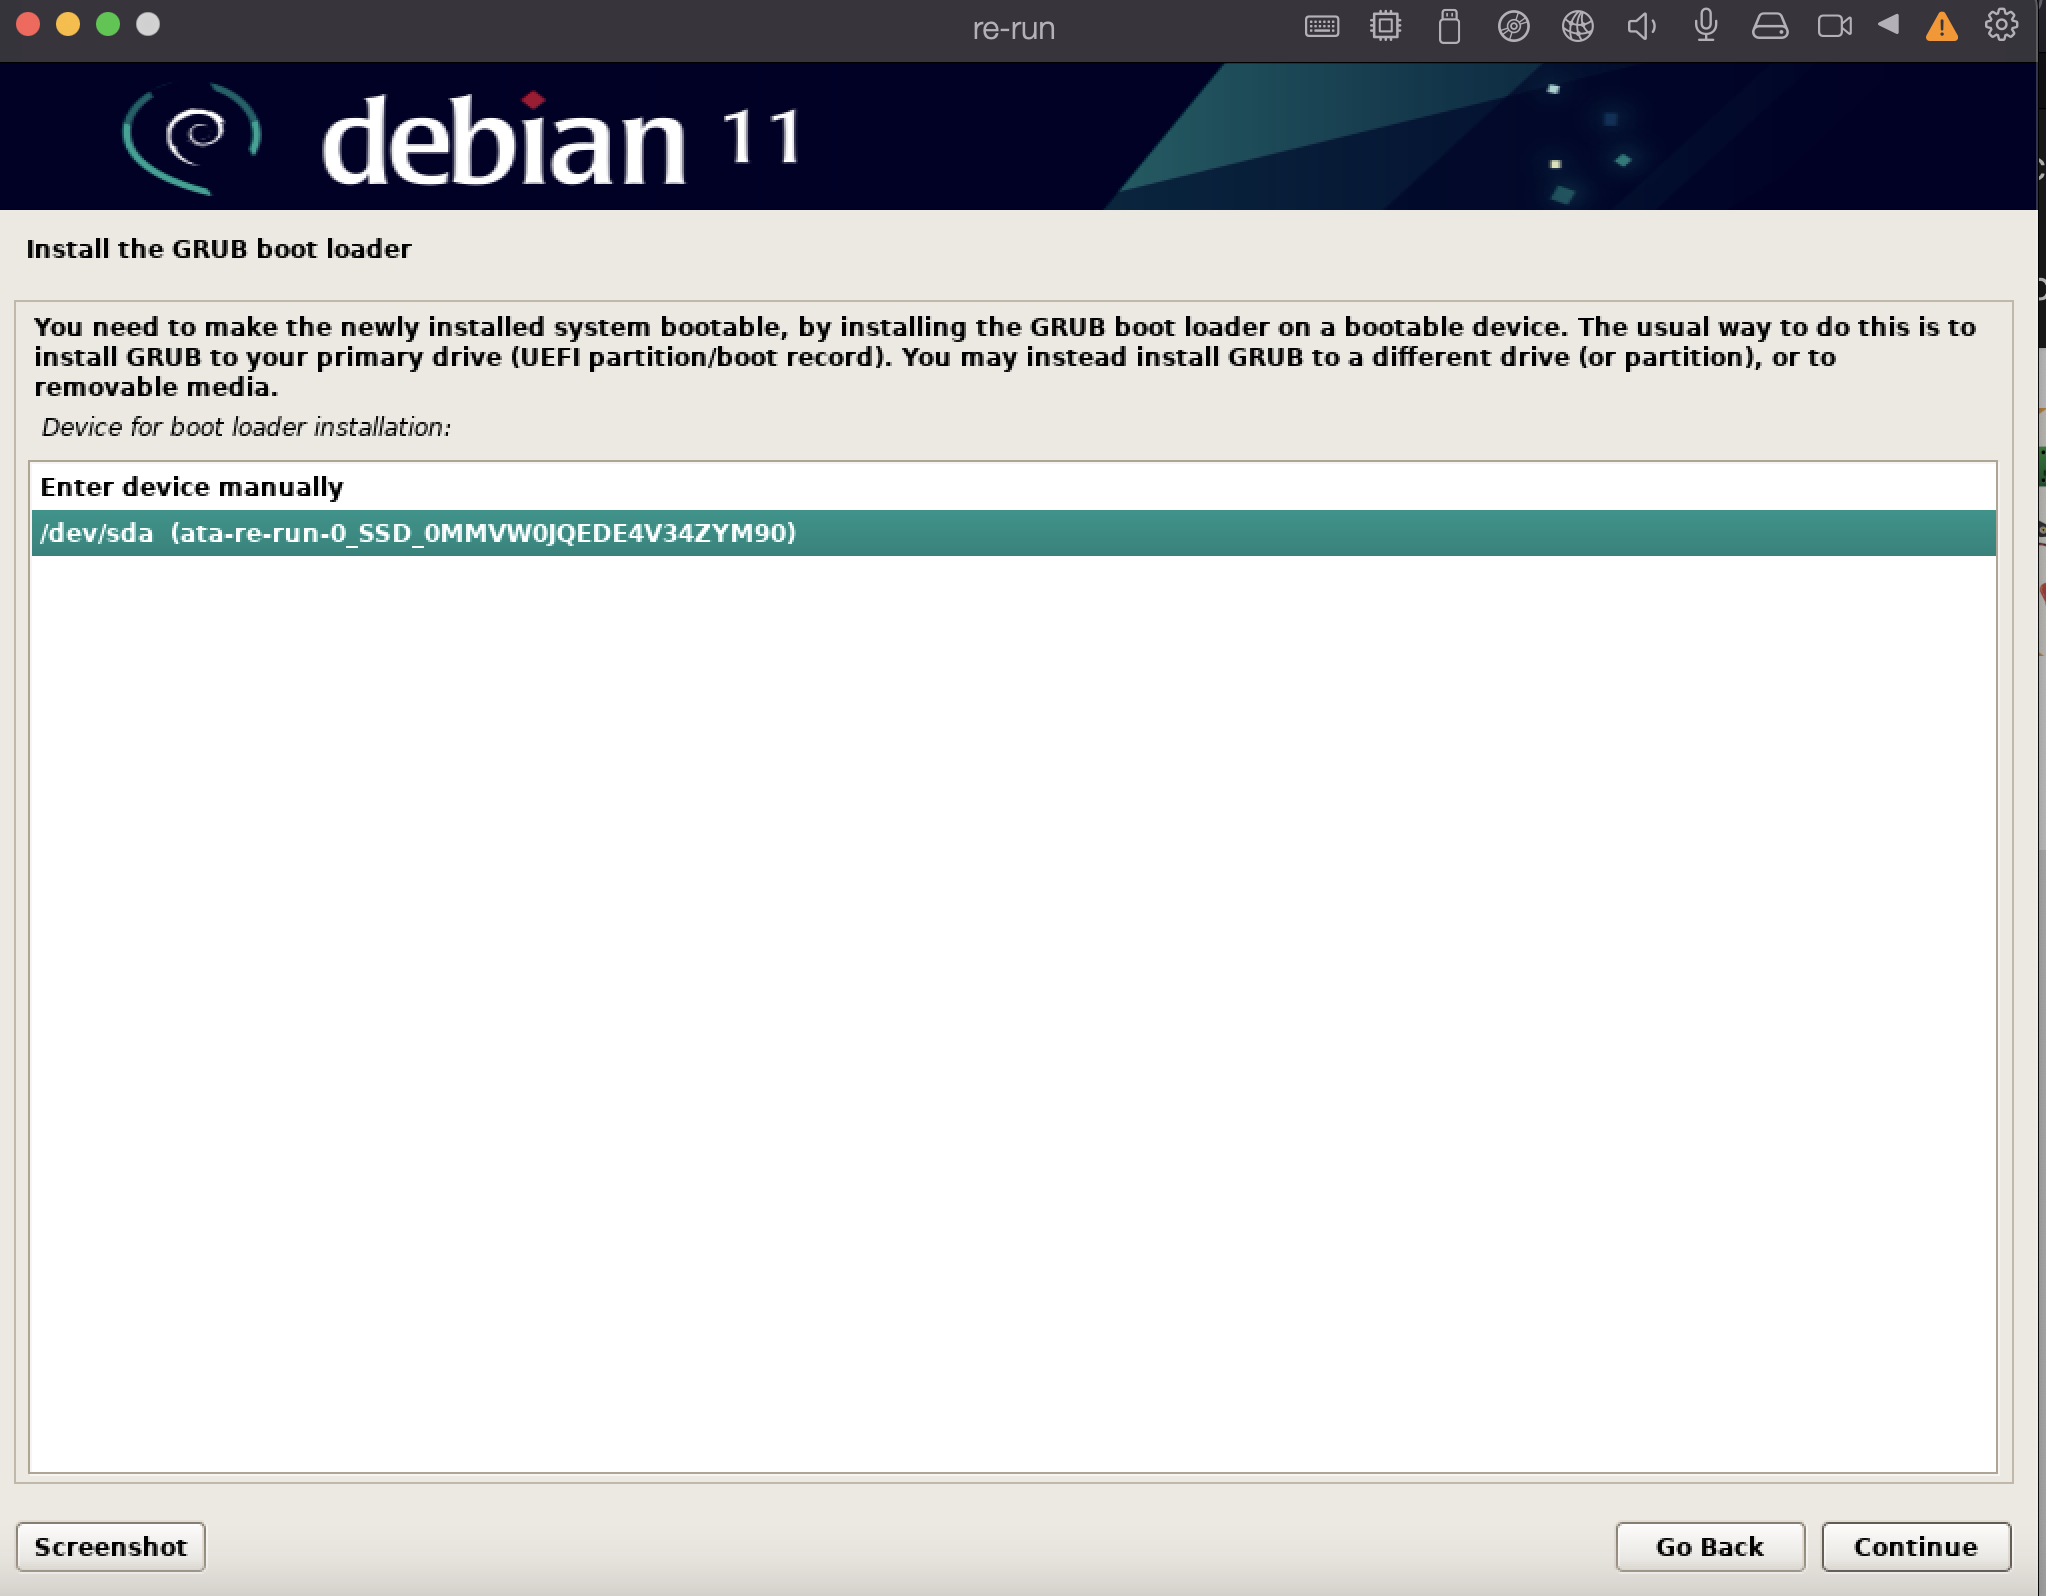 re-run
debian 11
Install the GRUB boot loader
You need to make the newly installed system bootable, by installing the GRUB boot loader on a bootable device. The usual way to do this is to
install GRUB to your primary drive (UEFI partition/boot record). You may instead install GRUB to a different drive (or partition), or to
removable media.
Device for boot loader installation:
Enter device manually
/dev/sda  (ata-re-run-0_SSD_0MMVW0JQEDE4V34ZYM90)
Screenshot
Go Back
Continue